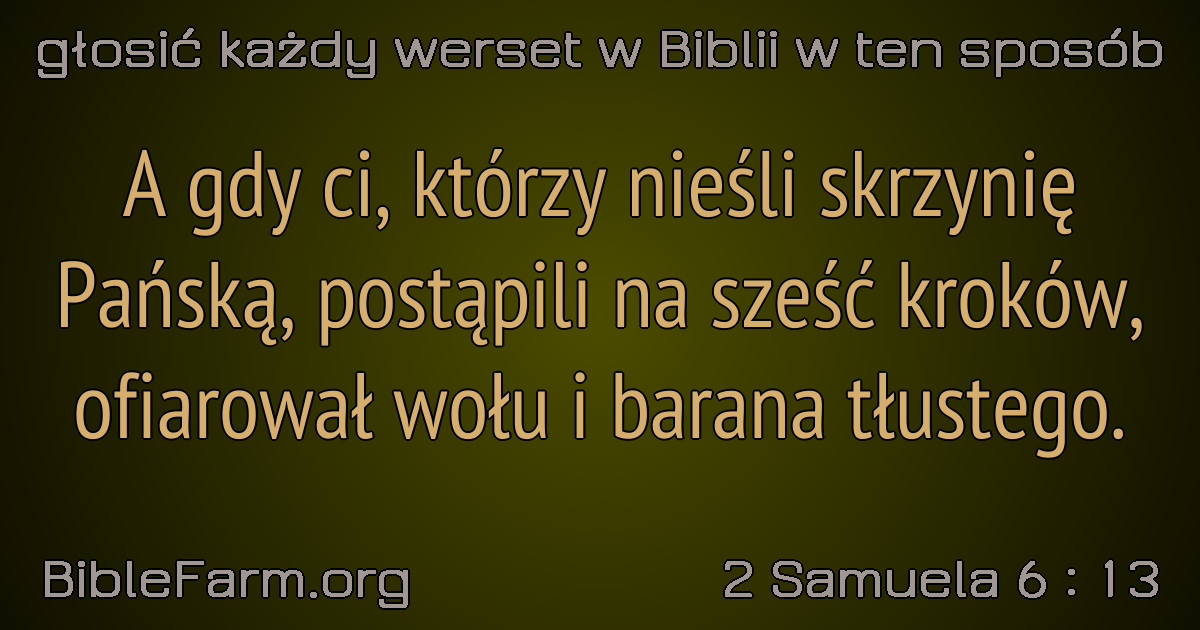 głosić każdy werset w Biblii w ten sposób
A gdy ci, którzy nieśli skrzynię
Pańską, postąpili na sześć kroków,
ofiarował wołu i barana tłustego.
BibleFarm.org
2 Samuela 6 : 13